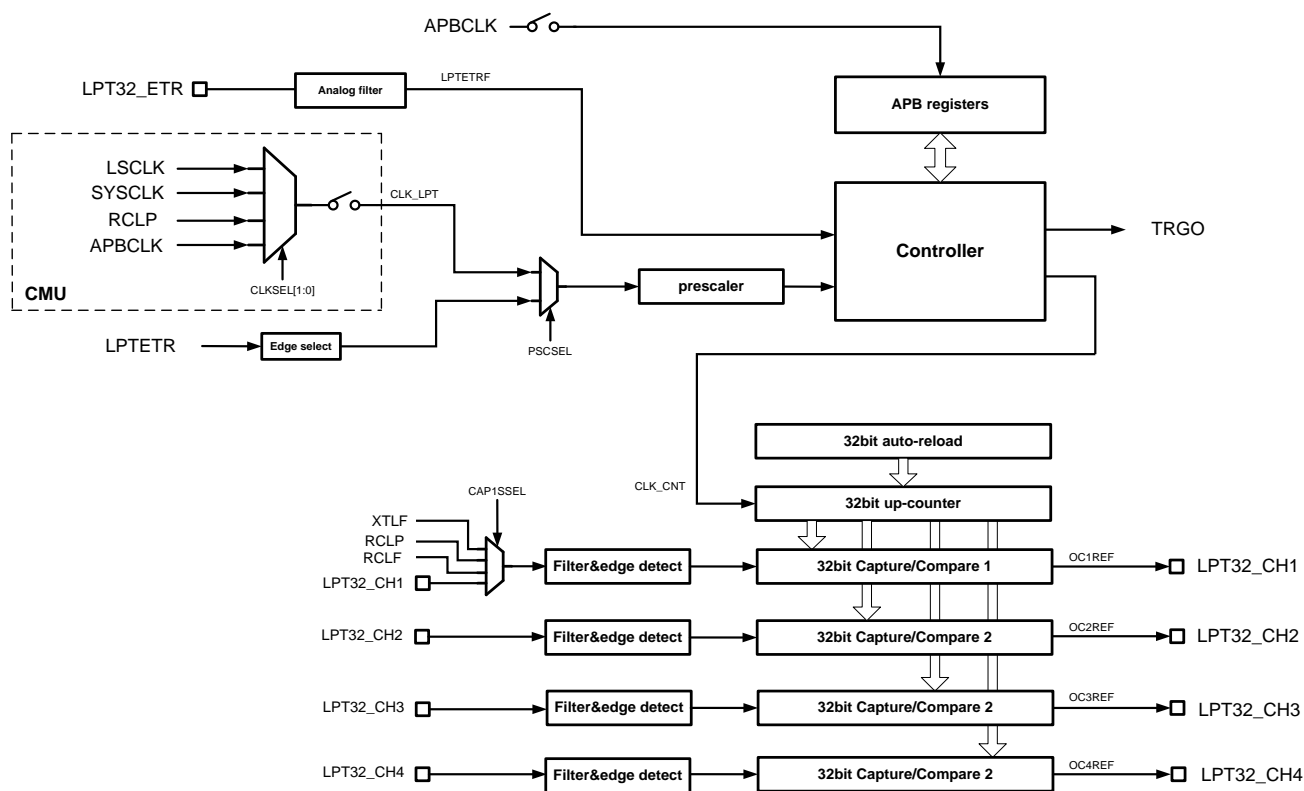 APBCLK
LPT32_ETR
Analog filter
LPTETRF
APB registers
LSCLK
SYSCLK
RCLP
APBCLK
CLK_LPT
CLKSEL[1:0]
CMU
Controller
TRGO
prescaler
PSCSEL
LPTETR
Edge select
32bit auto-reload
CLK_CNT
32bit up-counter
CAP1SSEL
XTLF
RCLP
RCLF
LPT32_CH1
Filter&edge detect
32bit Capture/Compare 1
OC1REF
LPT32_CH1
LPT32_CH2
Filter&edge detect
32bit Capture/Compare 2
OC2REF
LPT32_CH2
LPT32_CH3
Filter&edge detect
32bit Capture/Compare 2
OC3REF
LPT32_CH3
LPT32_CH4
Filter&edge detect
32bit Capture/Compare 2
OC4REF
LPT32_CH4